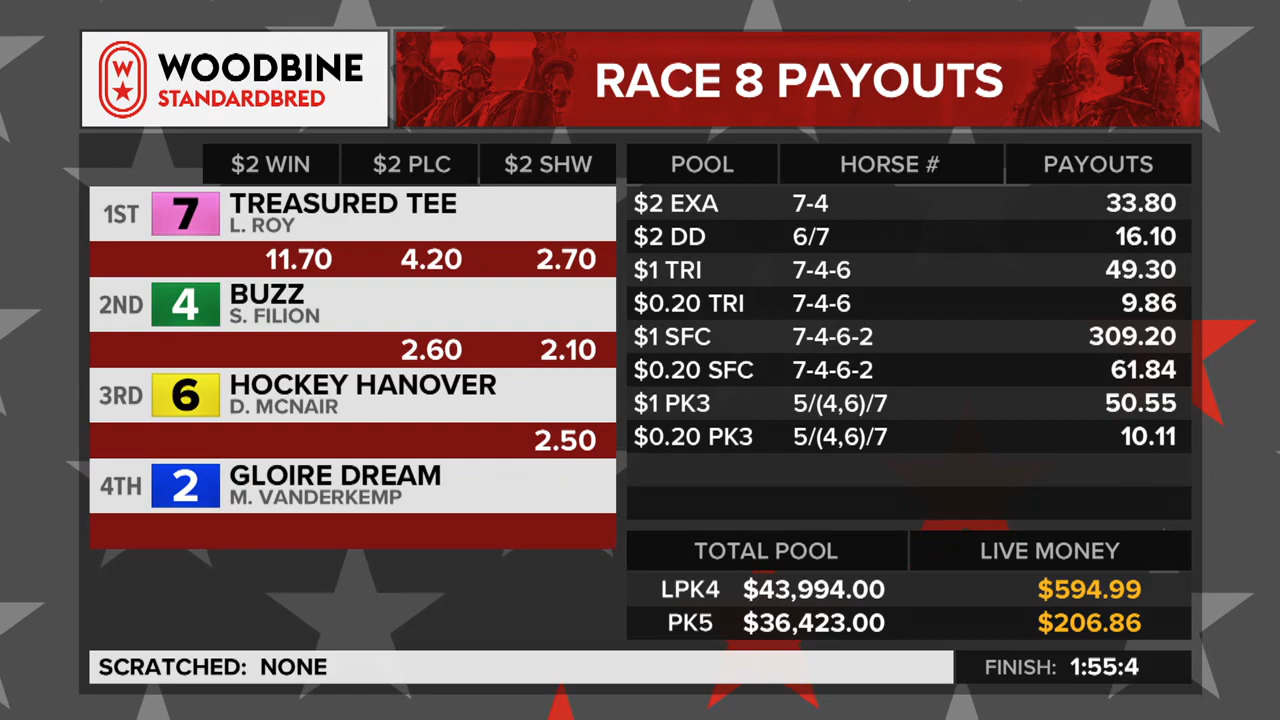 W
WOODBINE
STANDARDBRED
RACE 8 PAYOUTS
$2 WIN $2 PLC $2 SHW
1ST 7 TREASURED TEE
L. ROY
11.70 4.20 2.70
2ND 4 BUZZ
S. FILION
2.60 2.10
3RD 6 HOCKEY HANOVER
D. MCNAIR
2.50
4TH 2 GLOIRE DREAM
M. VANDERKEMP
POOL HORSE # PAYOUTS
$2 EXA 7-4 33.80
$2 DD 6/7 16.10
$1 TRI 7-4-6 49.30
$0.20 TRI 7-4-6 9.86
$1 SFC 7-4-6-2 309.20
$0.20 SFC 7-4-6-2 61.84
$1 PK3 5/(4,6)/7 50.55
$0.20 PK3 5/(4,6)/7 10.11
TOTAL POOL LIVE MONEY
LPK4 $43,994.00 $594.99
PK5 $36,423.00 $206.86
SCRATCHED: NONE
FINISH: 1:55:4